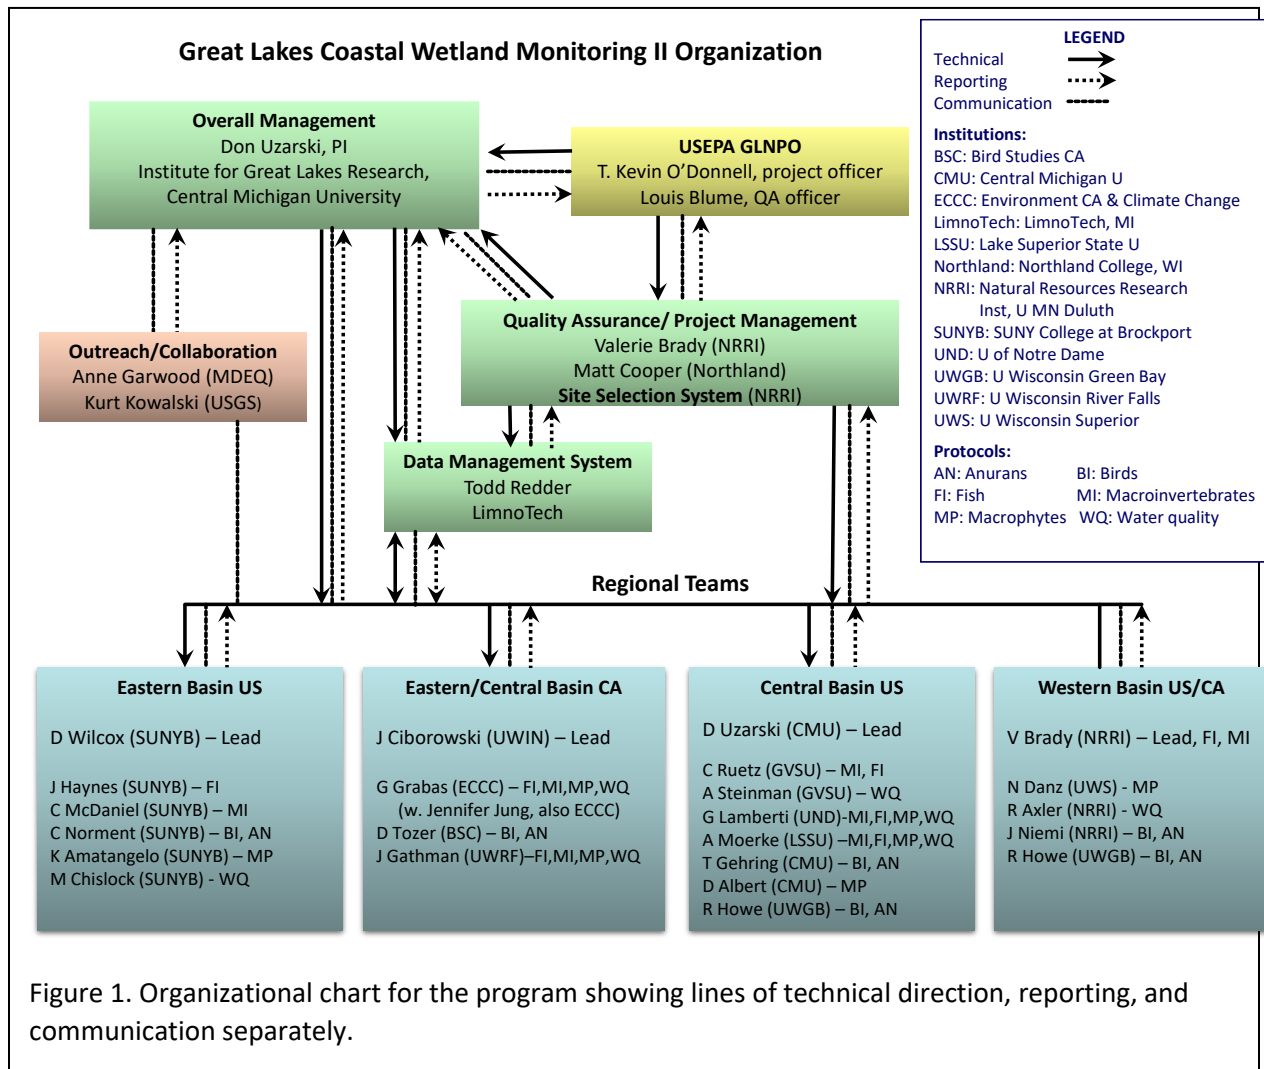 Great Lakes Coastal Wetland Monitoring II Organization
LEGEND
Technical
Reporting
Communication
Institutions:
BSC: Bird Studies CA
CMU: Central Michigan U
ECCC: Environment CA & Climate Change
LimnoTech: LimnoTech, MI
LSSU: Lake Superior State U
Northland: Northland College, WI
NRRI: Natural Resources Research
Inst, U MN Duluth
SUNYB: SUNY College at Brockport
UND: U of Notre Dame
UWGB: U Wisconsin Green Bay
UWRF: U Wisconsin River Falls
UWS: U Wisconsin Superior
Protocols:
AN: Anurans BI: Birds
FI: Fish MI: Macroinvertebrates
MP: Macrophytes WQ: Water quality
Overall Management
Don Uzarski, PI
Institute for Great Lakes Research,
Central Michigan University
USEPA GLNPO
T. Kevin O’Donnell, project officer
Louis Blume, QA officer
Outreach/Collaboration
Anne Garwood (MDEQ)
Kurt Kowalski (USGS)
Quality Assurance/ Project Management
Valerie Brady (NRRI)
Matt Cooper (Northland)
Site Selection System (NRRI)
Data Management System
Todd Redder
LimnoTech
Regional Teams
Eastern Basin US
D Wilcox (SUNYB) – Lead
J Haynes (SUNYB) – FI
C McDaniel (SUNYB) – MI
C Norment (SUNYB) – BI, AN
K Amatangelo (SUNYB) – MP
M Chislock (SUNYB) - WQ
Eastern/Central Basin CA
J Ciborowski (UWIN) – Lead
G Grabas (ECCC) – FI,MI,MP,WQ
(w. Jennifer Jung, also ECCC)
D Tozer (BSC) – BI, AN
J Gathman (UWRF)–FI,MI,MP,WQ
Central Basin US
D Uzarski (CMU) – Lead
C Ruetz (GVSU) – MI, FI
A Steinman (GVSU) – WQ
G Lamberti (UND)-MI,FI,MP,WQ
A Moerke (LSSU) –MI,FI,MP,WQ
T Gehring (CMU) – BI, AN
D Albert (CMU) – MP
R Howe (UWGB) – BI, AN
Western Basin US/CA
V Brady (NRRI) – Lead, FI, MI
N Danz (UWS) - MP
R Axler (NRRI) - WQ
J Niemi (NRRI) – BI, AN
R Howe (UWGB) – BI, AN
Figure 1. Organizational chart for the program showing lines of technical direction, reporting, and
communication separately.